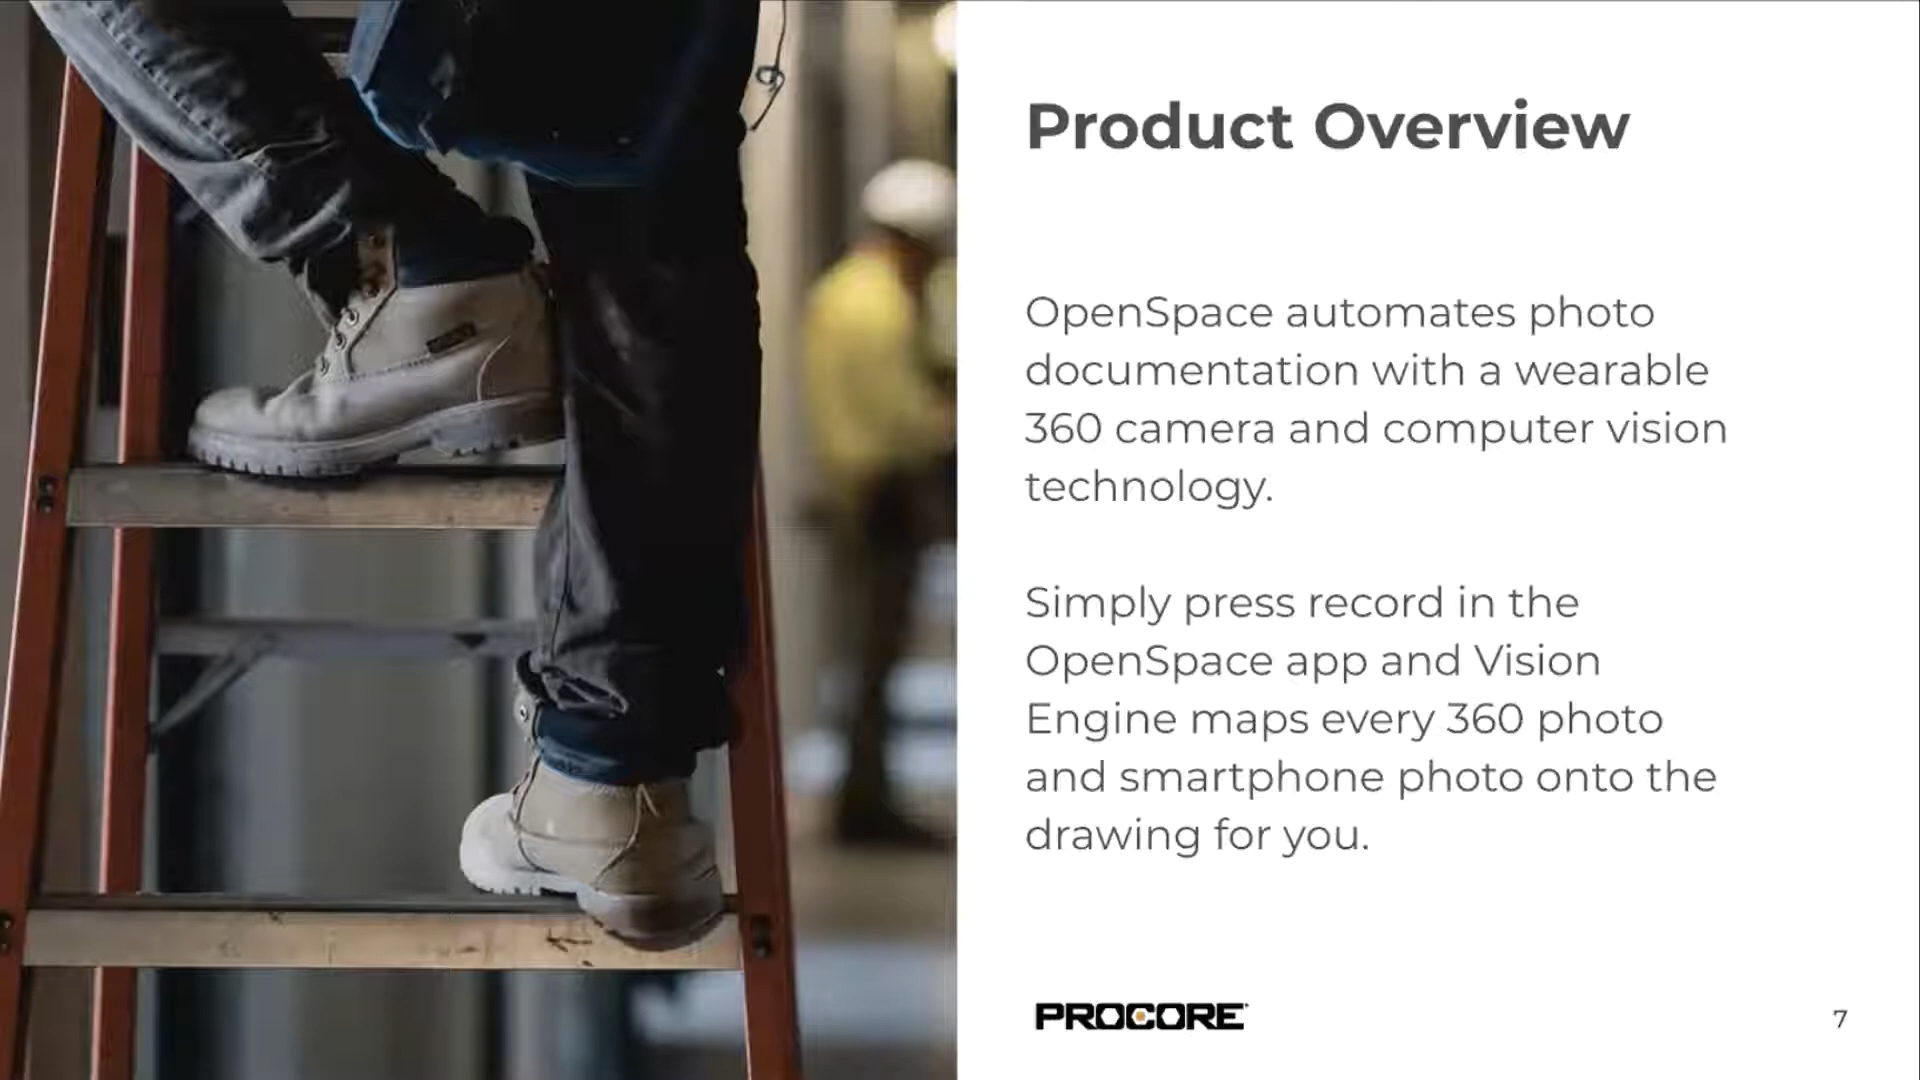 Product Overview
OpenSpace automates photo
documentation with a wearable
360 camera and computer vision
technology.
Simply press record in the
OpenSpace app and Vision
Engine maps every 360 photo
and smartphone photo onto the
drawing for you.
PROCORE
7